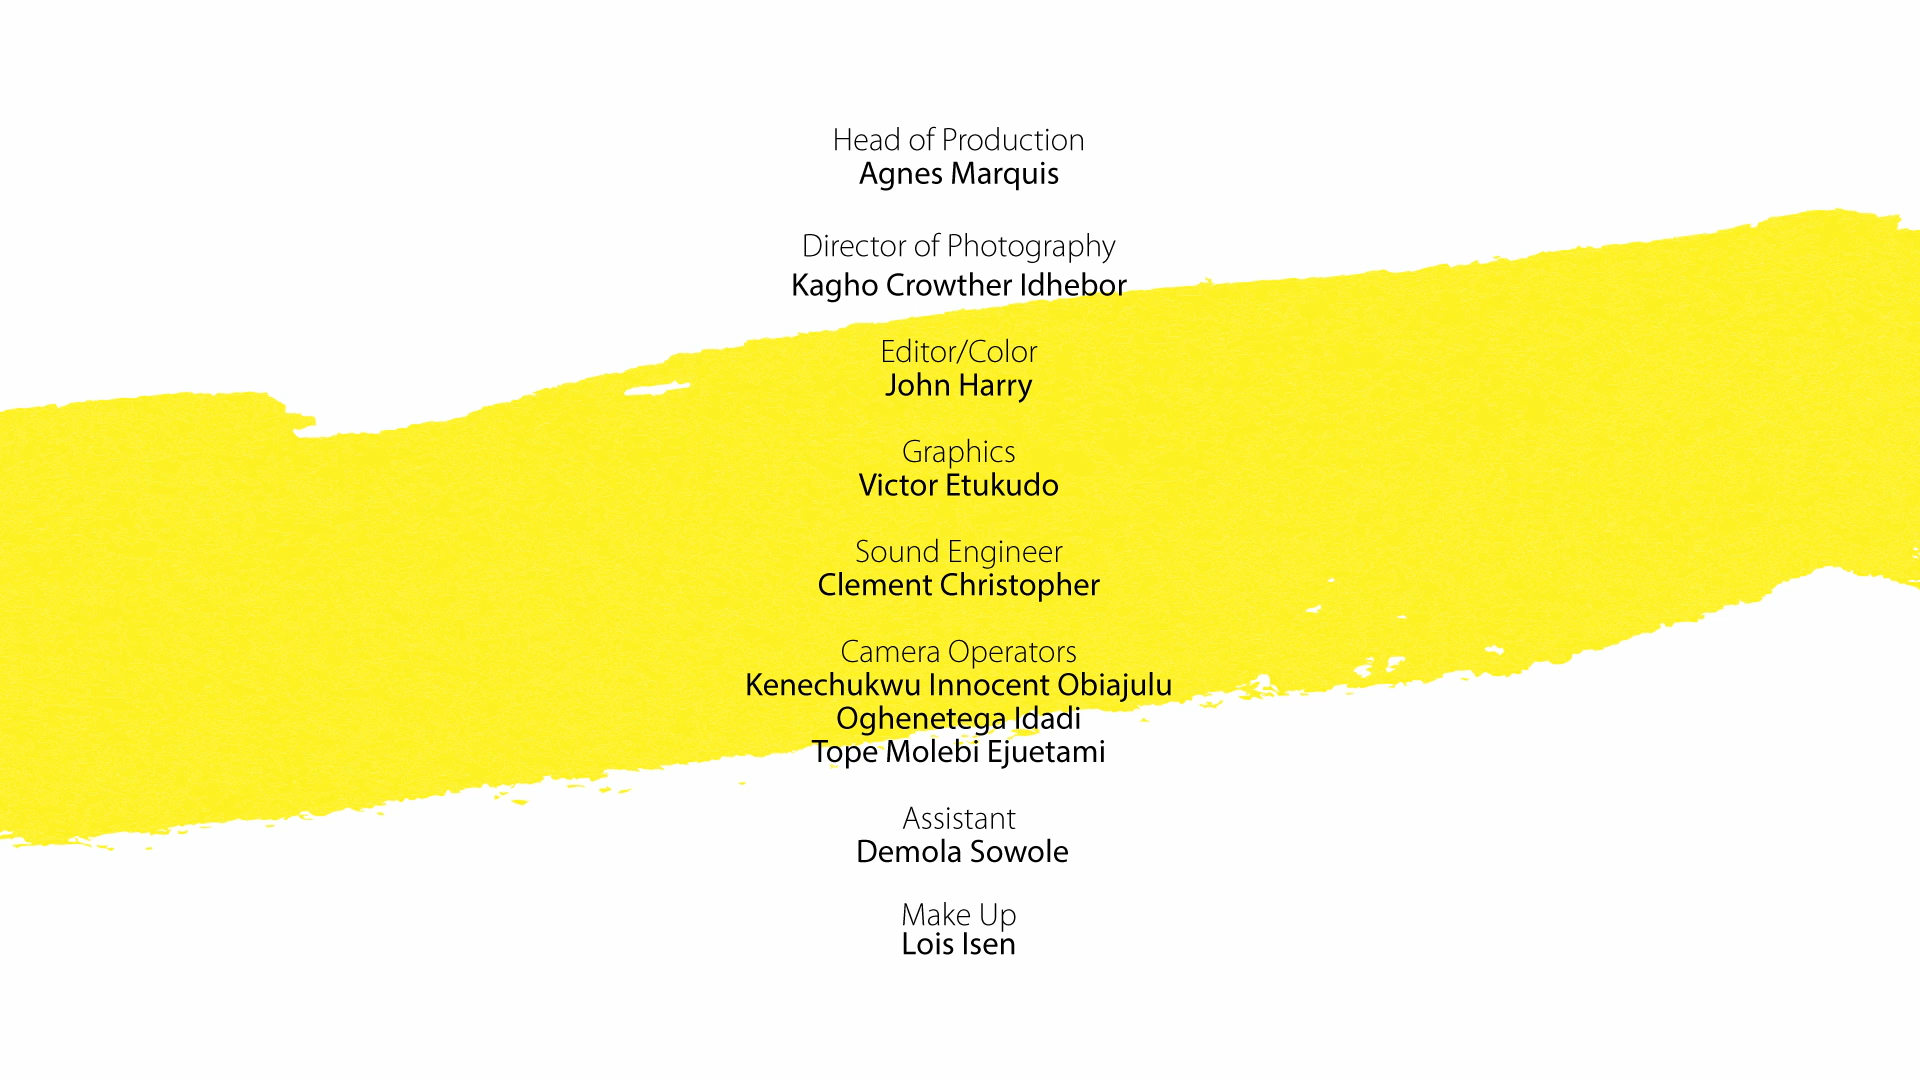 Head of Production
Agnes Marquis
Director of Photography
Kagho Crowther Idhebor
Editor/Color
John Harry
Graphics
Victor Etukudo
Sound Engineer
Clement Christopher
Camera Operators
Kenechukwu Innocent Obiajulu
Oghenetega Idadi
Tope Molebi Ejuetami
Assistant
Demola Sowole
Make Up
Lois Isen